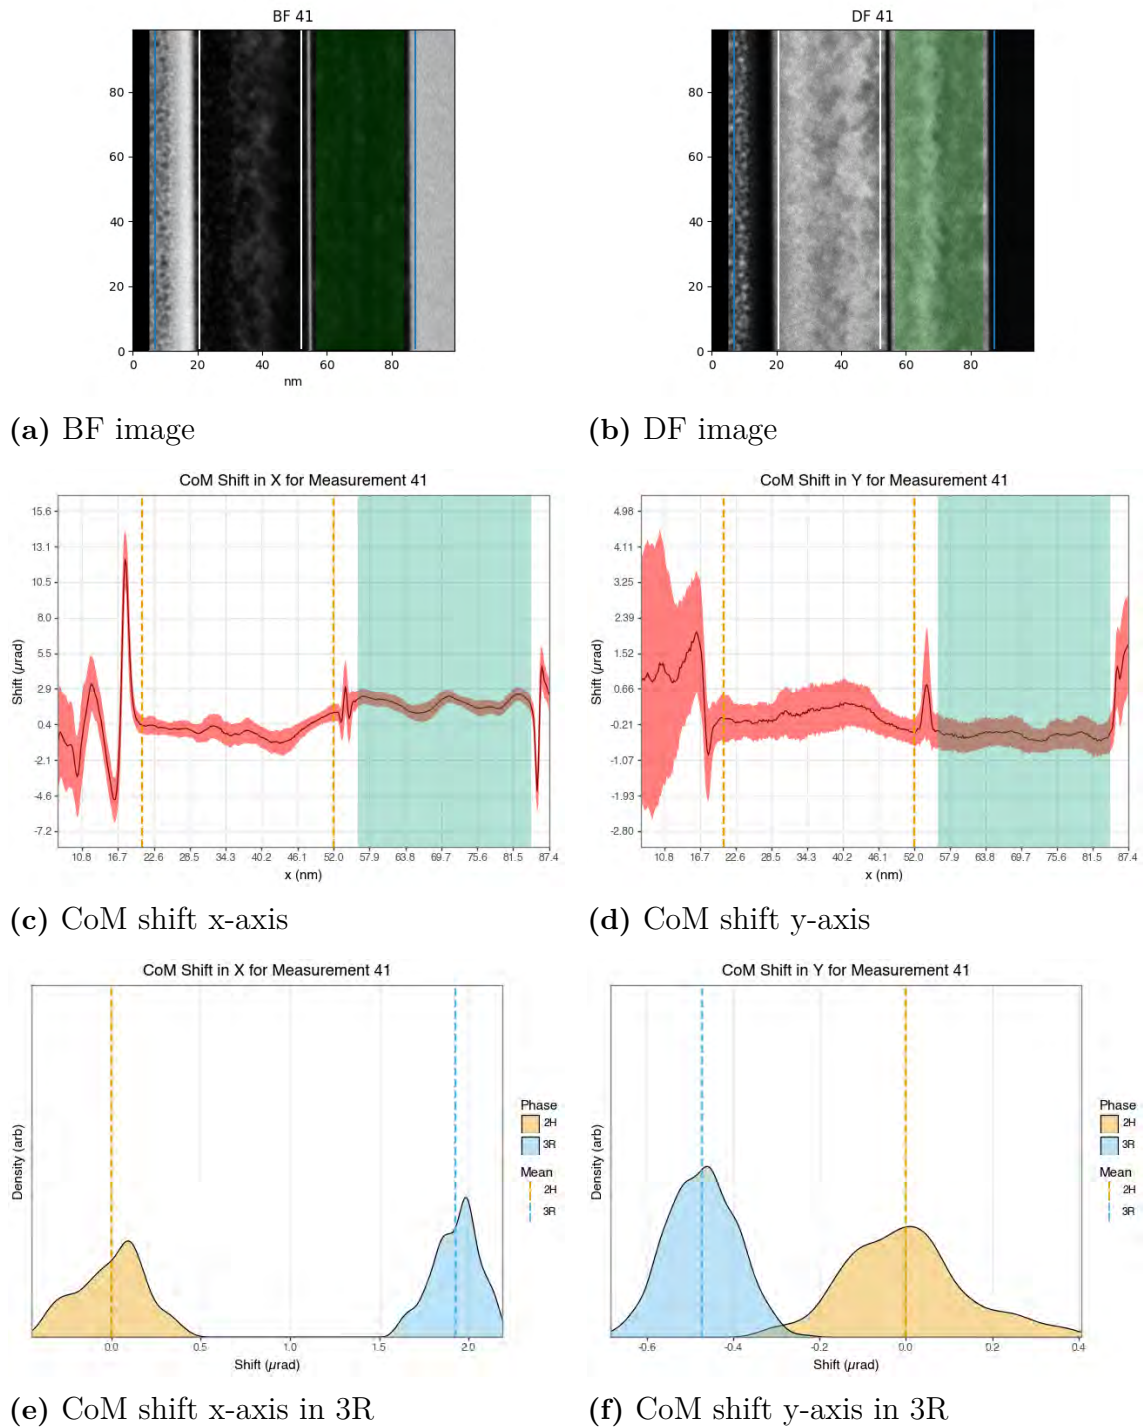 BF 41
80
60
40
20
0
0 20 40 60 80
nm
DF 41
80
60
40
20
0
0 20 40 60 80
(a) BF image
(b) DF image
CoM Shift in X for Measurement 41
15.6
13.1
10.5
8.0
5.5
2.9
0.4
-2.1
-4.6
-7.2
Shift (μrad)
10.8 16.7 22.6 28.5 34.3 40.2 46.1 52.0 57.9 63.8 69.7 75.6 81.5 87.4
x (nm)
CoM Shift in Y for Measurement 41
4.98
4.11
3.25
2.39
1.52
0.66
-0.21
-1.07
-1.93
-2.80
Shift (μrad)
10.8 16.7 22.6 28.5 34.3 40.2 46.1 52.0 57.9 63.8 69.7 75.6 81.5 87.4
x (nm)
(c) CoM shift x-axis
(d) CoM shift y-axis
CoM Shift in X for Measurement 41
Density (arb)
0.0 0.5 1.0 1.5 2.0
Shift (μrad)
Phase
2H
3R
Mean
2H
3R
CoM Shift in Y for Measurement 41
Density (arb)
-0.6 -0.4 -0.2 0.0 0.2 0.4
Shift (μrad)
Phase
2H
3R
Mean
2H
3R
(e) CoM shift x-axis in 3R
(f) CoM shift y-axis in 3R